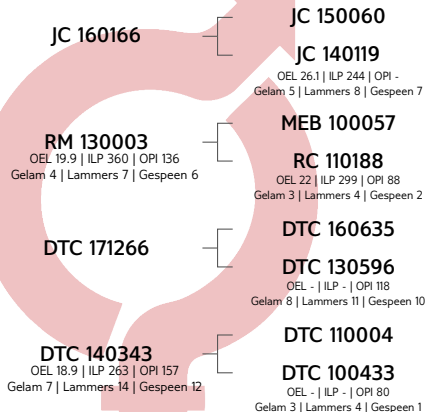 JC 160166
JC 150060
JC 140119
OEL 26.1 | ILP 244 | OPI -
Gelam 5 | Lammers 8 | Gespeen 7
RM 130003
OEL 19.9 | ILP 360 | OPI 136
Gelam 4 | Lammers 7 | Gespeen 6
MEB 100057
RC 110188
OEL 22 | ILP 299 | OPI 88
Gelam 3 | Lammers 4 | Gespeen 2
DTC 171266
DTC 160635
DTC 130596
OEL - | ILP - | OPI 118
Gelam 8 | Lammers 11 | Gespeen 10
DTC 140343
OEL 18.9 | ILP 263 | OPI 157
Gelam 7 | Lammers 14 | Gespeen 12
DTC 110004
DTC 100433
OEL - | ILP - | OPI 80
Gelam 3 | Lammers 4 | Gespeen 1